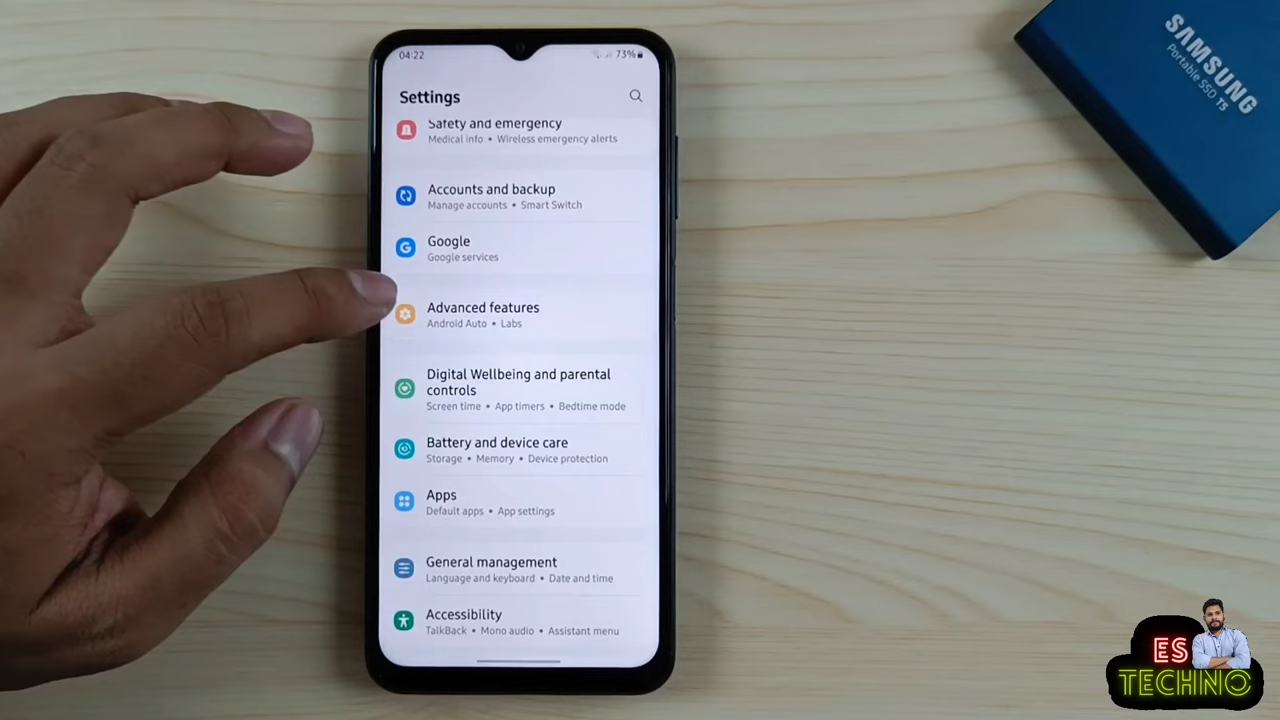 04:22
73%
Settings
Safety and emergency
Medical info • Wireless emergency alerts
Accounts and backup
Manage accounts • Smart Switch
Google
Google services
Advanced features
Android Auto • Labs
Digital Wellbeing and parental
controls
Screen time • App timers • Bedtime mode
Battery and device care
Storage • Memory • Device protection
Apps
Default apps • App settings
General management
Language and keyboard • Date and time
Accessibility
TalkBack • Mono audio • Assistant menu
SAMSUNG
Portable SSD T5
ES
TECHNO